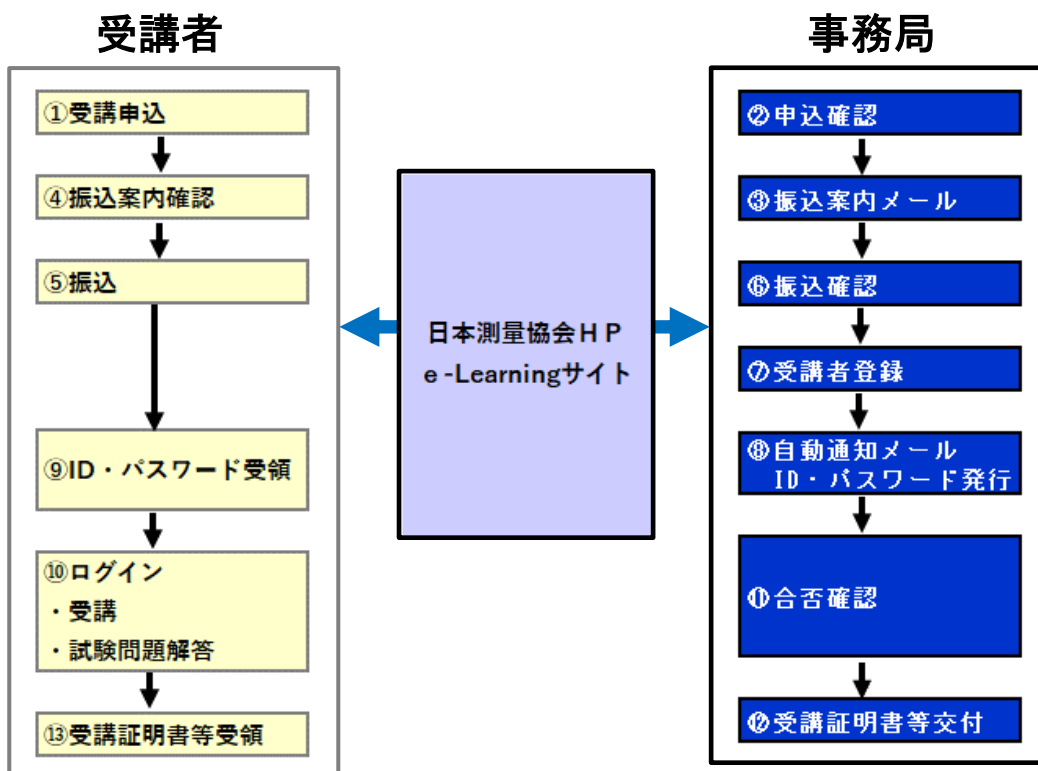 受講者
①受講申込
④振込案内確認
⑤振込
⑨ID・パスワード受領
⑩ログイン
・受講
・試験問題解答
⑬受講証明書等受領
日本測量協会HP
e-Learningサイト
事務局
②申込確認
③振込案内メール
⑥振込確認
⑦受講者登録
⑧自動通知メール
ID・パスワード発行
⑪合否確認
⑫受講証明書等交付